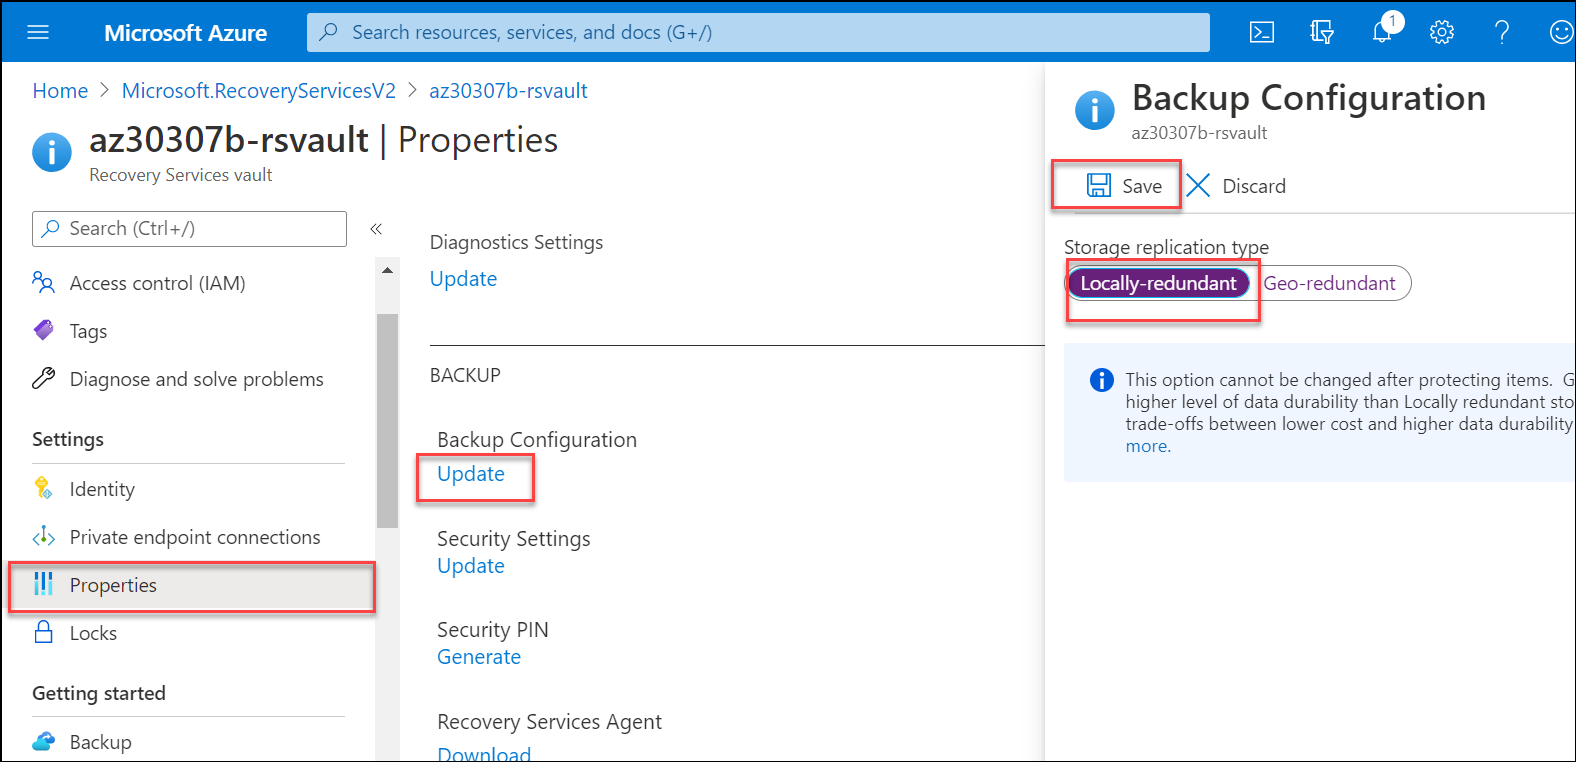 Microsoft Azure
Search resources, services, and docs (G+/)
1
Home > Microsoft.RecoveryServicesV2 > az30307b-rsvault
az30307b-rsvault | Properties
Recovery Services vault
Search (Ctrl+/)
«
Access control (IAM)
Tags
Diagnose and solve problems
Settings
Identity
Private endpoint connections
Properties
Locks
Getting started
Backup
Diagnostics Settings
Update
BACKUP
Backup Configuration
Update
Security Settings
Update
Security PIN
Generate
Recovery Services Agent
Download
Backup Configuration
az30307b-rsvault
Save
Discard
Storage replication type
Locally-redundant
Geo-redundant
This option cannot be changed after protecting items. G
higher level of data durability than Locally redundant sto
trade-offs between lower cost and higher data durability
more.